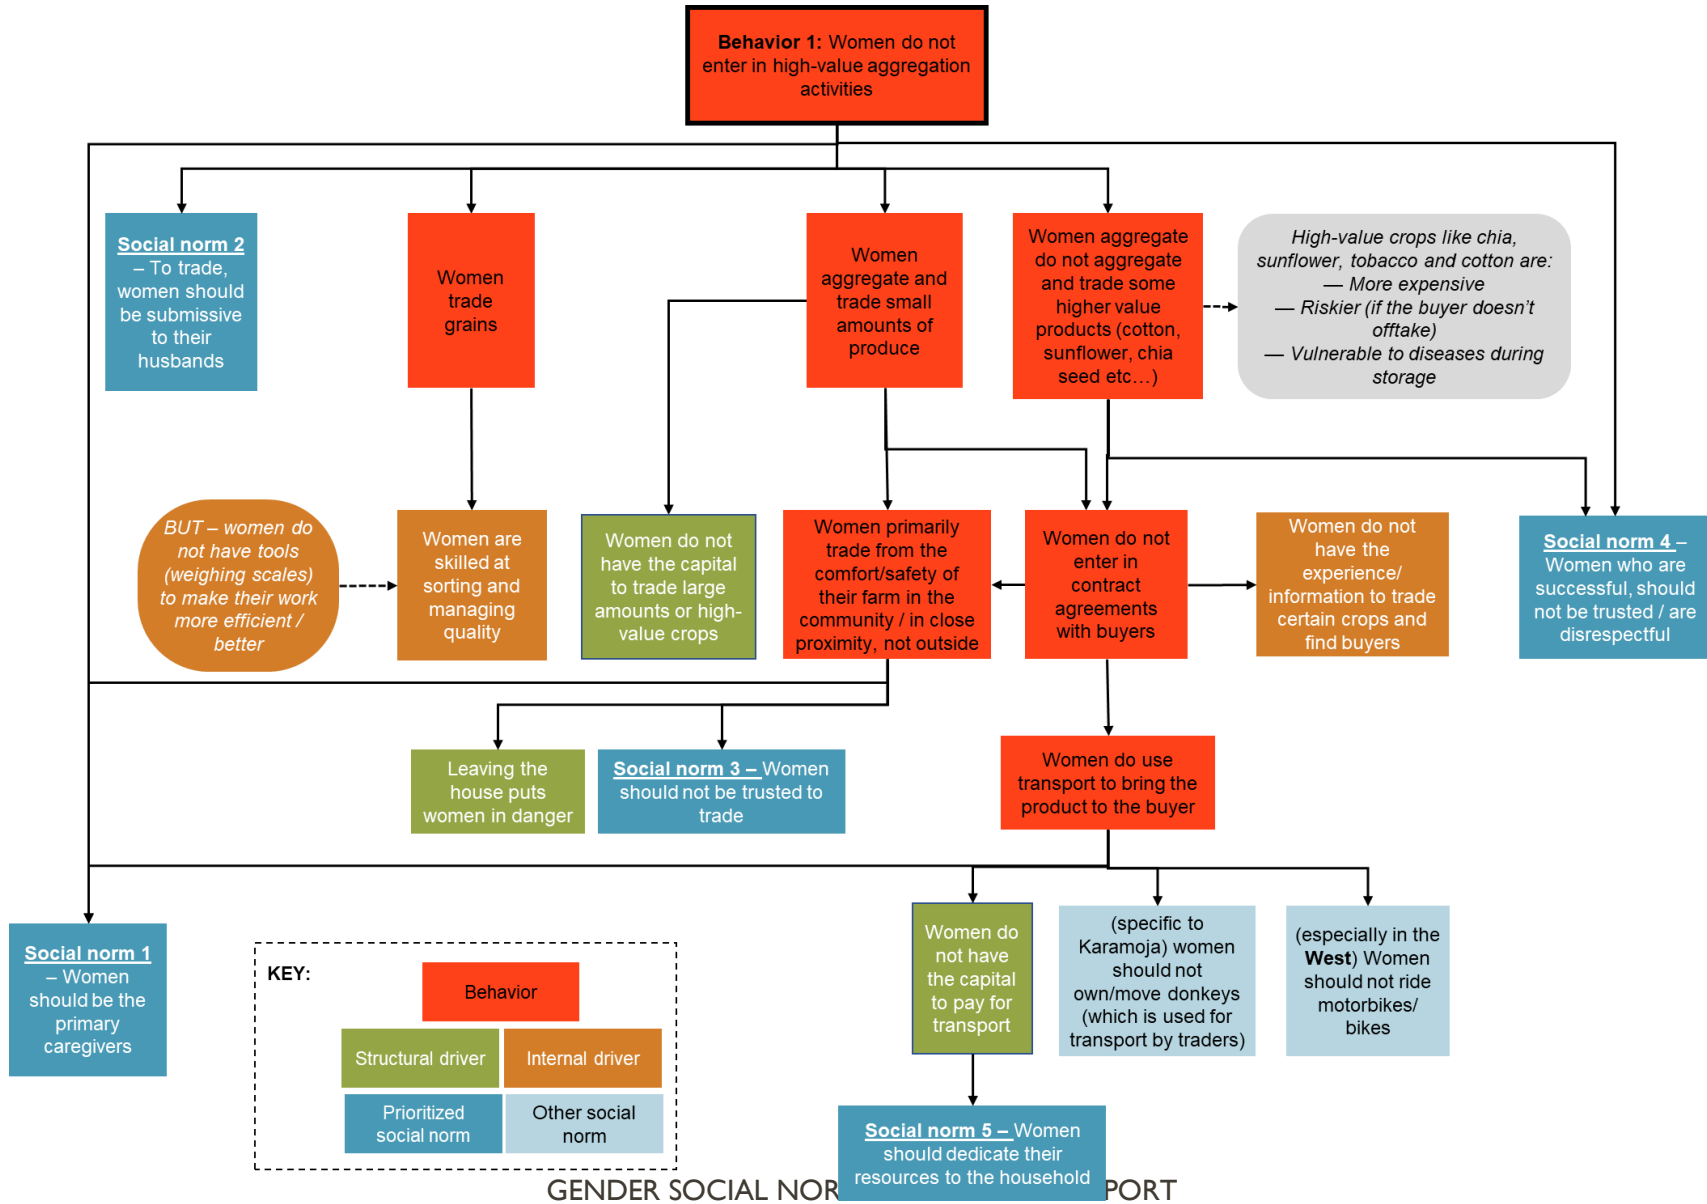 Behavior 1: Women do not
enter in high-value aggregation
activities
Social norm 2
– To trade,
women should
be submissive
to their
husbands
Women
trade
grains
Women
aggregate and
trade small
amounts of
produce
Women aggregate
do not aggregate
and trade some
higher value
products (cotton,
sunflower, chia
seed etc…)
High-value crops like chia,
sunflower, tobacco and cotton are:
— More expensive
— Riskier (if the buyer doesn’t
offtake)
— Vulnerable to diseases during
storage
BUT – women do
not have tools
(weighing scales)
to make their work
more efficient /
better
Women are
skilled at
sorting and
managing
quality
Women do not
have the capital
to trade large
amounts or high-
value crops
Women primarily
trade from the
comfort/safety of
their farm in the
community / in close
proximity, not outside
Women do not
enter in
contract
agreements
with buyers
Women do not
have the
experience/
information to trade
certain crops and
find buyers
Social norm 4 –
Women who are
successful, should
not be trusted / are
disrespectful
Leaving the
house puts
women in danger
Social norm 3 – Women
should not be trusted to
trade
Women do use
transport to bring the
product to the buyer
Social norm 1
– Women
should be the
primary
caregivers
KEY:
Behavior
Structural driver
Internal driver
Prioritized
social norm
Other social
norm
Women do
not have
the capital
to pay for
transport
(specific to
Karamoja) women
should not
own/move donkeys
(which is used for
transport by traders)
(especially in the
West) Women
should not ride
motorbikes/
bikes
Social norm 5 – Women
should dedicate their
resources to the household
GENDER SOCIAL NOR PORT